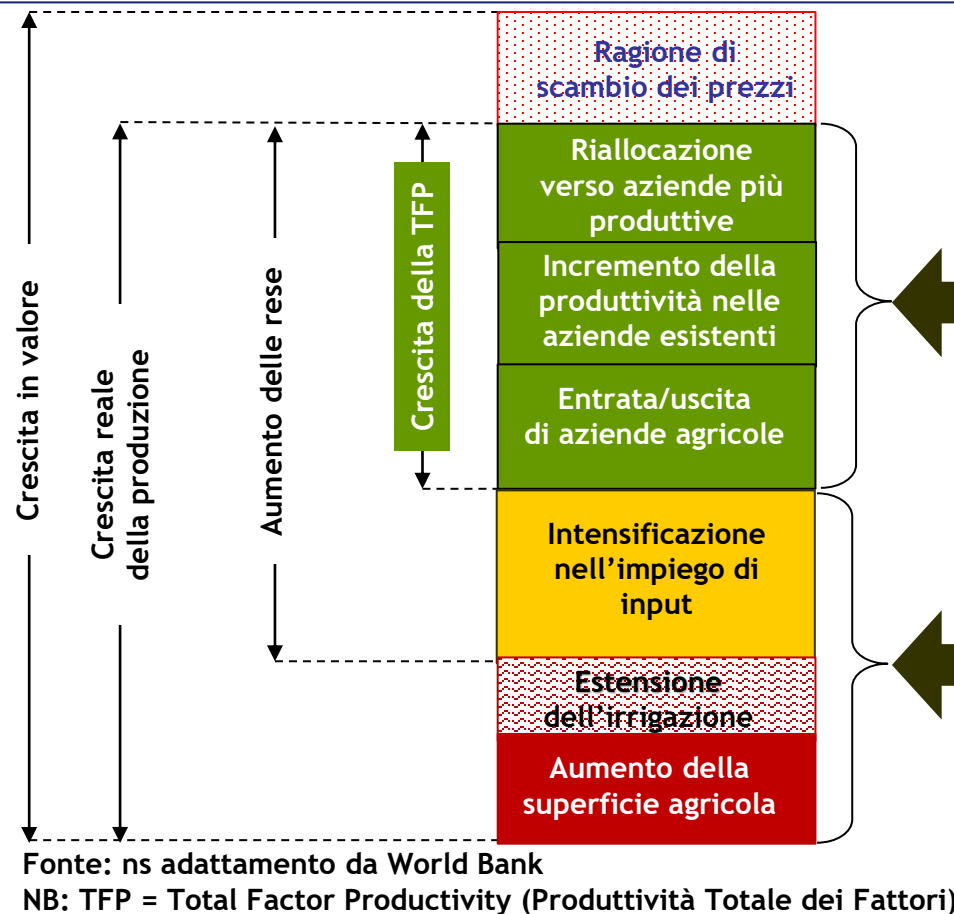 Ragione di
scambio dei prezzi
Riallocazione
verso aziende più
produttive
Incremento della
produttività nelle
aziende esistenti
Entrata/uscita
di aziende agricole
Intensificazione
nell’impiego di
input
Estensione
dell’irrigazione
Aumento della
superficie agricola
Crescita in valore
Crescita reale
della produzione
Aumento delle rese
Crescita della TFP
Fonte: ns adattamento da World Bank
NB: TFP = Total Factor Productivity (Produttività Totale dei Fattori)